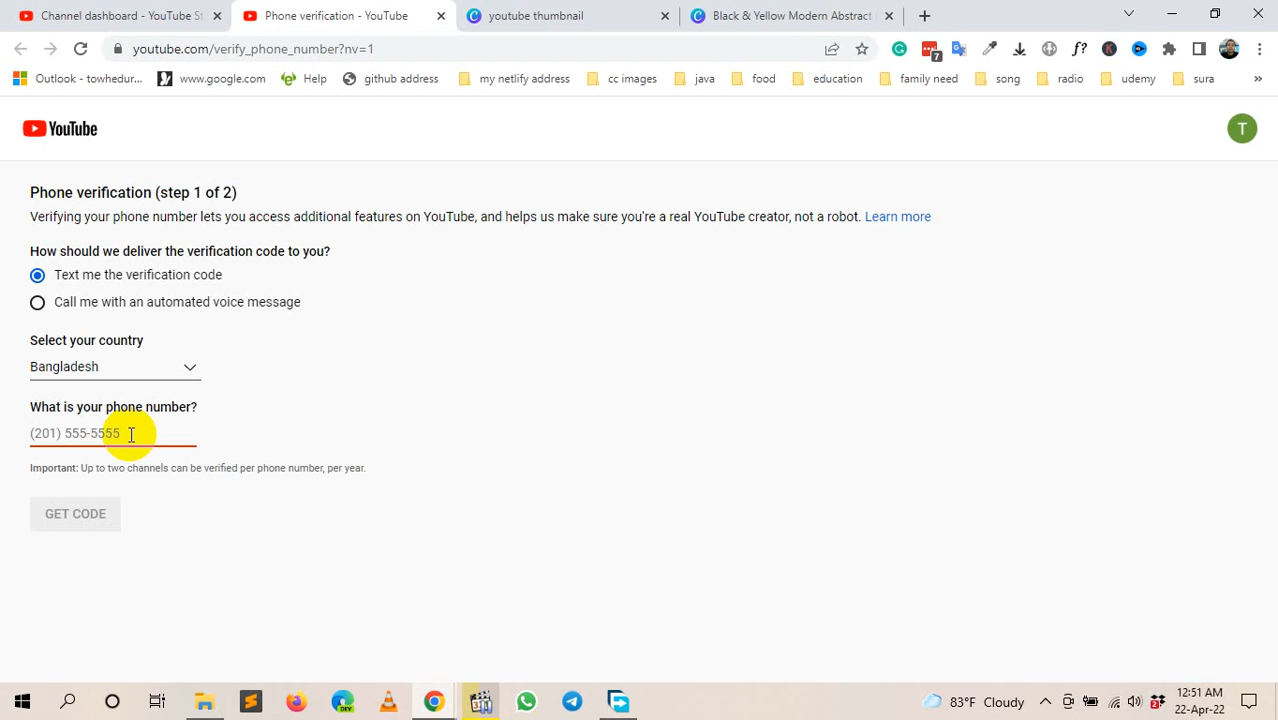 Channel dashboard - YouTube St
Phone verification - YouTube
youtube thumbnail
Black & Yellow Modern Abstract
youtube.com/verify_phone_number?nv=1
7
f?
K
Outlook - towhedur...
www.google.com
Help
github address
my netlify address
cc images
java
food
education
family need
song
radio
udemy
sura
YouTube
T
Phone verification (step 1 of 2)
Verifying your phone number lets you access additional features on YouTube, and helps us make sure you're a real YouTube creator, not a robot. Learn more
How should we deliver the verification code to you?
Text me the verification code
Call me with an automated voice message
Select your country
Bangladesh
What is your phone number?
(201) 555-5555
Important: Up to two channels can be verified per phone number, per year.
GET CODE
DEV
83°F Cloudy
2
12:51 AM
22-Apr-22